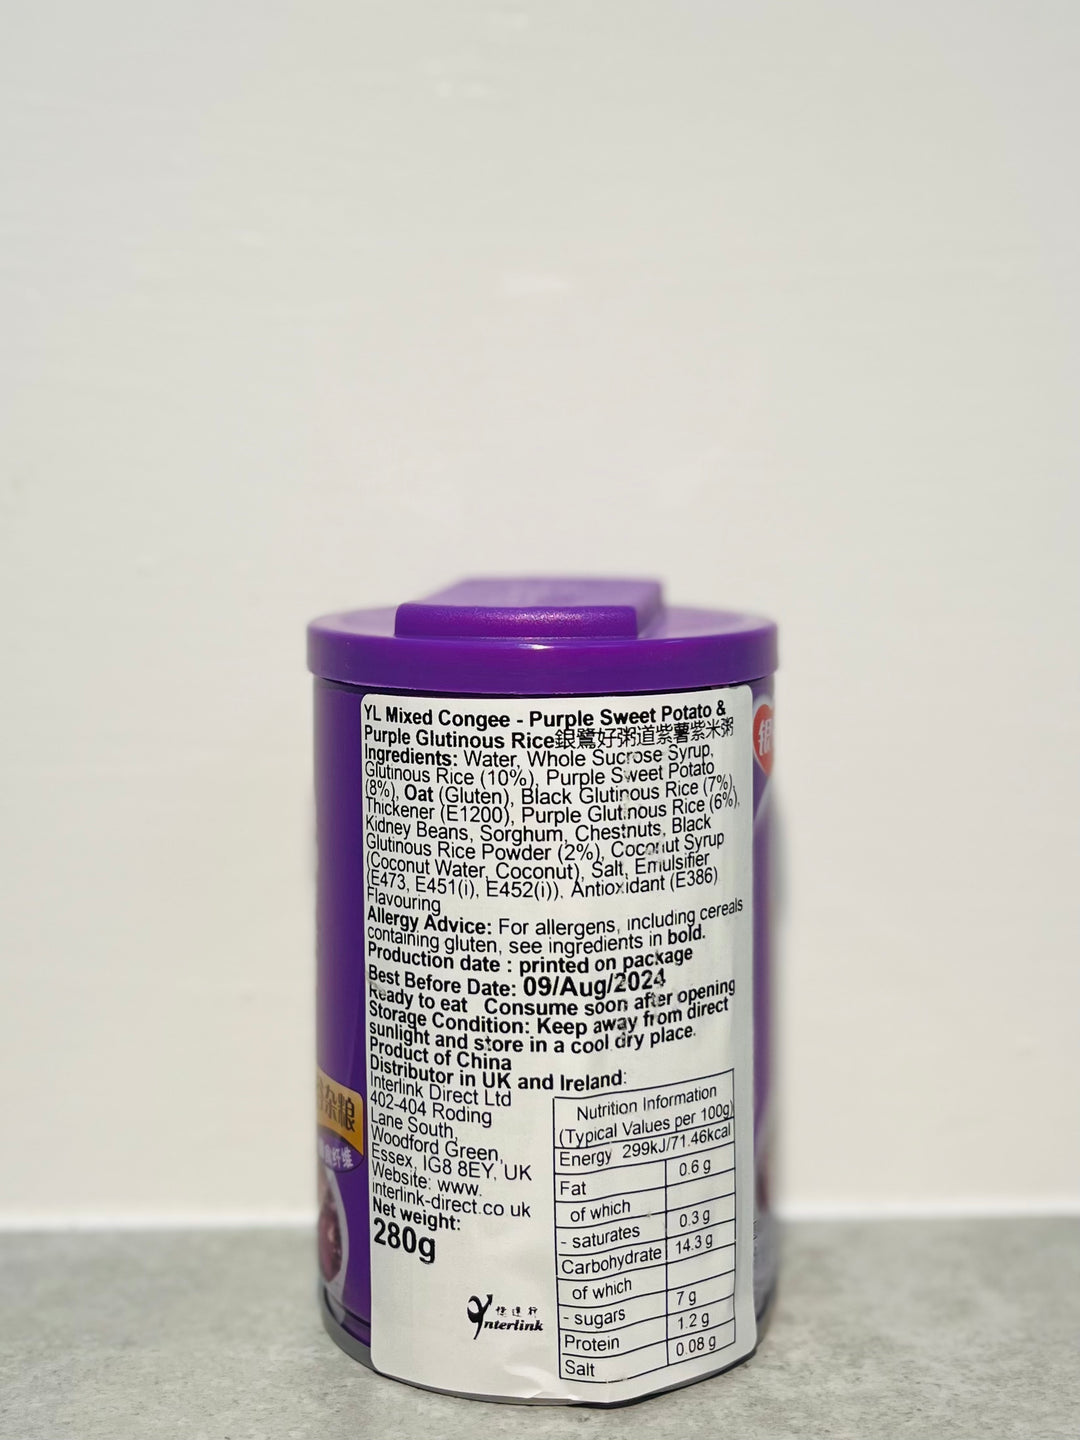 YL Mixed Congee - Purple Sweet Potato &
Purple Glutinous Rice銀鷺好粥道紫薯紫米粥
Ingredients: Water, Whole Sucrose Syrup,
Glutinous Rice (10%), Purple Sweet Potato
(8%), Oat (Gluten), Black Glutinous Rice (7%),
Thickener (E1200), Purple Glutinous Rice (6%),
Kidney Beans, Sorghum, Chestnuts, Black
Glutinous Rice Powder (2%), Coconut Syrup
(Coconut Water, Coconut), Salt, Emulsifier
(E473, E451(i), E452(i)), Antioxidant (E386)
Flavouring
Allergy Advice: For allergens, including cereals
containing gluten, see ingredients in bold.
Production date : printed on package
Best Before Date: 09/Aug/2024
Ready to eat Consume soon after opening
Storage Condition: Keep away from direct
sunlight and store in a cool dry place.
Product of China
Distributor in UK and Ireland:
Interlink Direct Ltd
402-404 Roding
Lane South,
Woodford Green,
Essex, IG8 8EY, UK
Website: www.
interlink-direct.co uk
Net weight:
280g
nterlink
Nutrition Information
(Typical Values per 100g)
Energy 299kJ/71.46kcal
Fat 0.6 g
of which
- saturates 0.3 g
Carbohydrate 14.3 g
of which
- sugars 7 g
Protein 1.2 g
Salt 0.08 g
杂粮
纤维
銀